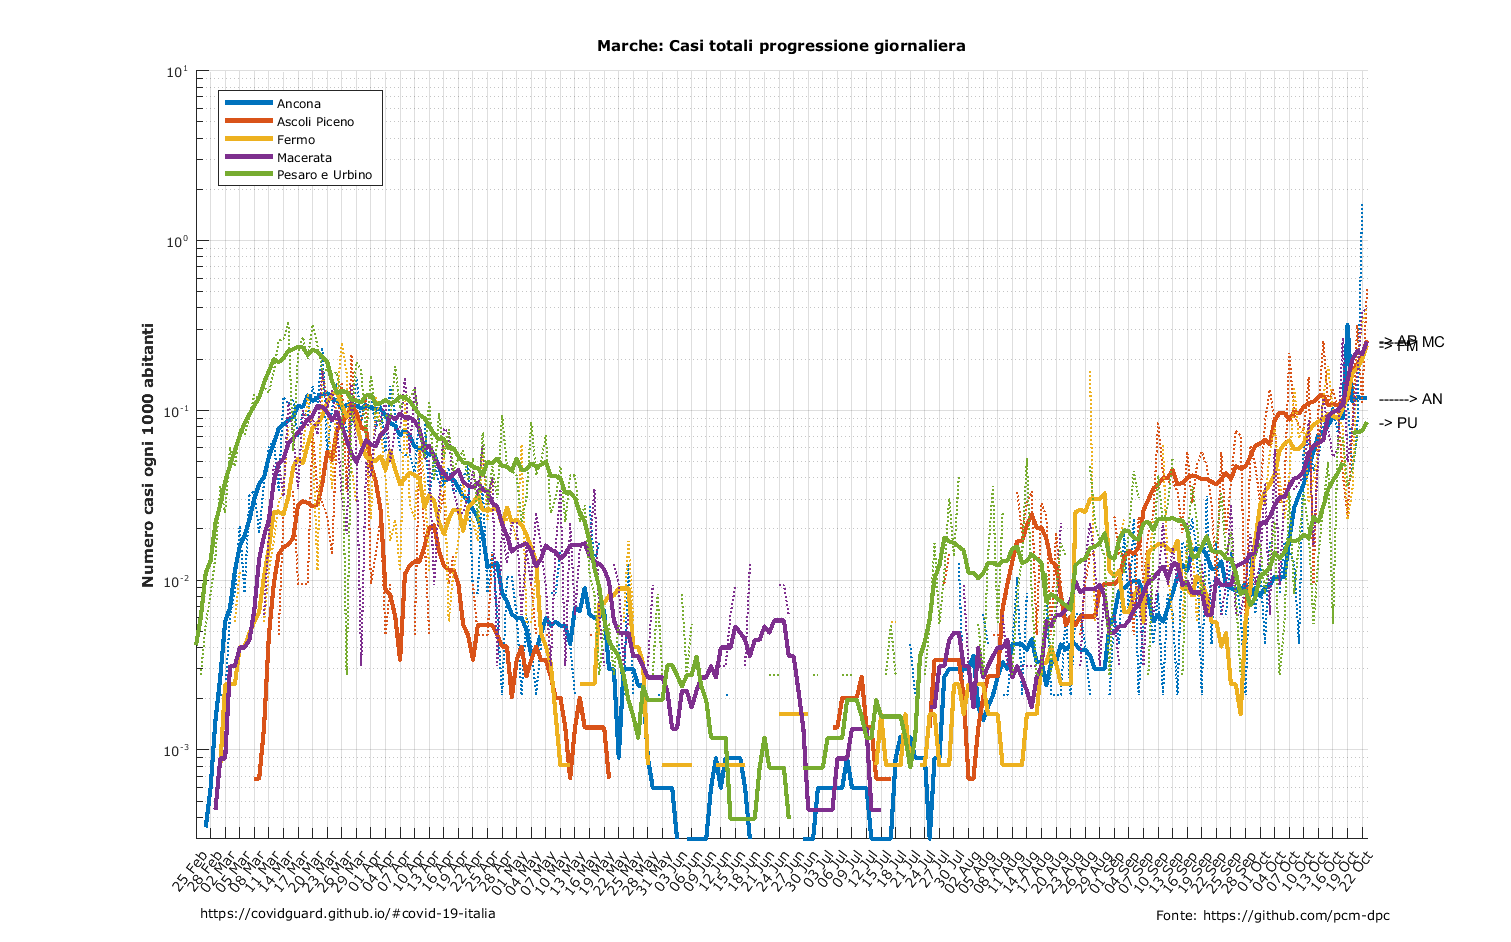 Marche: Casi totali progressione giornaliera
Numero casi ogni 1000 abitanti
10^1
10^0
10^-1
10^-2
10^-3
Ancona
Ascoli Piceno
Fermo
Macerata
Pesaro e Urbino
MC
------> AN
-> PU
25 Feb
28 Feb
02 Mar
05 Mar
08 Mar
11 Mar
14 Mar
17 Mar
20 Mar
23 Mar
26 Mar
29 Mar
01 Apr
04 Apr
07 Apr
10 Apr
13 Apr
16 Apr
19 Apr
22 Apr
25 Apr
28 Apr
01 May
04 May
07 May
10 May
13 May
16 May
19 May
22 May
25 May
28 May
31 May
03 Jun
06 Jun
09 Jun
12 Jun
15 Jun
18 Jun
21 Jun
24 Jun
27 Jun
30 Jun
03 Jul
06 Jul
09 Jul
12 Jul
15 Jul
18 Jul
21 Jul
24 Jul
27 Jul
30 Jul
02 Aug
05 Aug
08 Aug
11 Aug
14 Aug
17 Aug
20 Aug
23 Aug
26 Aug
29 Aug
01 Sep
04 Sep
07 Sep
10 Sep
13 Sep
16 Sep
19 Sep
22 Sep
25 Sep
28 Sep
01 Oct
04 Oct
07 Oct
10 Oct
13 Oct
16 Oct
19 Oct
22 Oct
https://covidguard.github.io/#covid-19-italia
Fonte: https://github.com/pcm-dpc